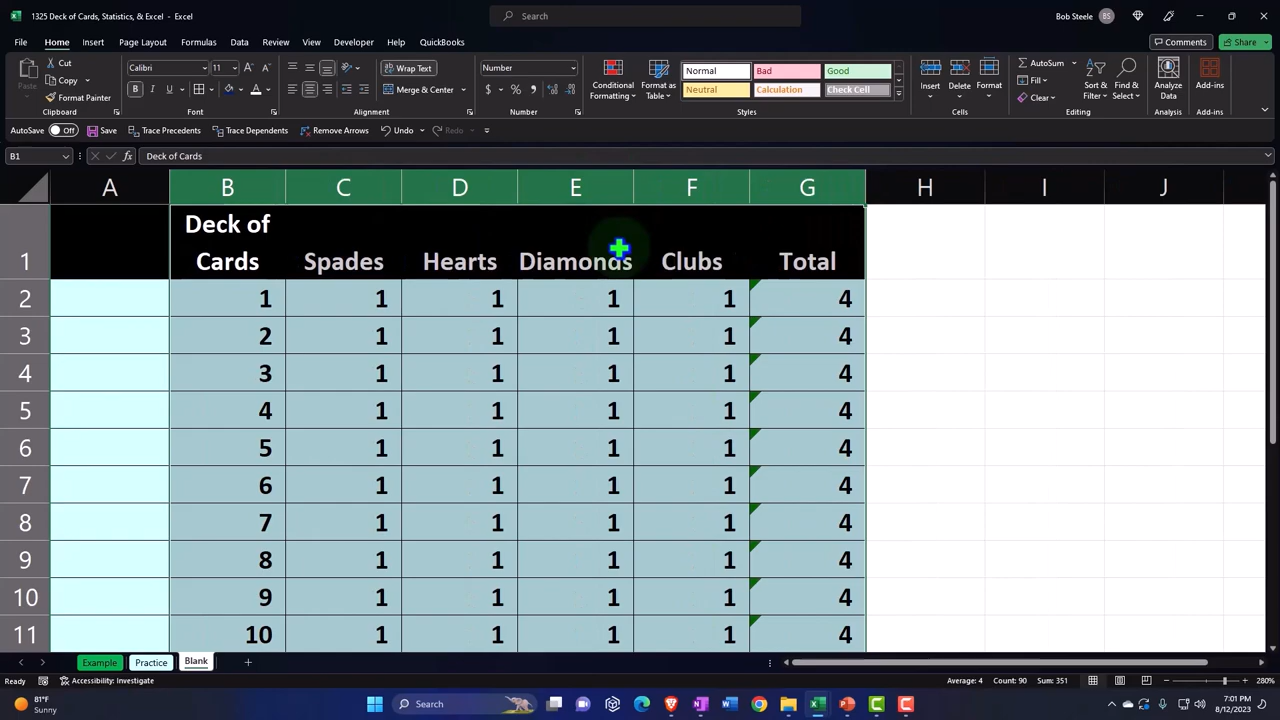 1325 Deck of Cards, Statistics, & Excel - Excel
Search
Bob Steele BS
File Home Insert Page Layout Formulas Data Review View Developer Help QuickBooks
Comments Share
Cut
Copy
Format Painter
Clipboard
Calibri 11
B I U
Font
Wrap Text
Merge & Center
Alignment
Number
$ % ,
Number
Conditional Formatting
Format as Table
Normal Bad Good
Neutral Calculation Check Cell
Styles
Insert Delete Format
Cells
AutoSum
Fill
Clear
Sort & Filter
Find & Select
Editing
Analyze Data
Analysis
Add-ins
Add-ins
AutoSave Off Save Trace Precedents Trace Dependents Remove Arrows Undo Redo
B1 fx Deck of Cards
A B C D E F G H I J
1 Deck of Cards Spades Hearts Diamonds Clubs Total
2 1 1 1 1 1 4
3 2 1 1 1 1 4
4 3 1 1 1 1 4
5 4 1 1 1 1 4
6 5 1 1 1 1 4
7 6 1 1 1 1 4
8 7 1 1 1 1 4
9 8 1 1 1 1 4
10 9 1 1 1 1 4
11 10 1 1 1 1 4
Example Practice Blank
Ready Accessibility: Investigate Average: 4 Count: 90 Sum: 351 280%
81°F
Sunny
Search
7:01 PM
8/12/2023